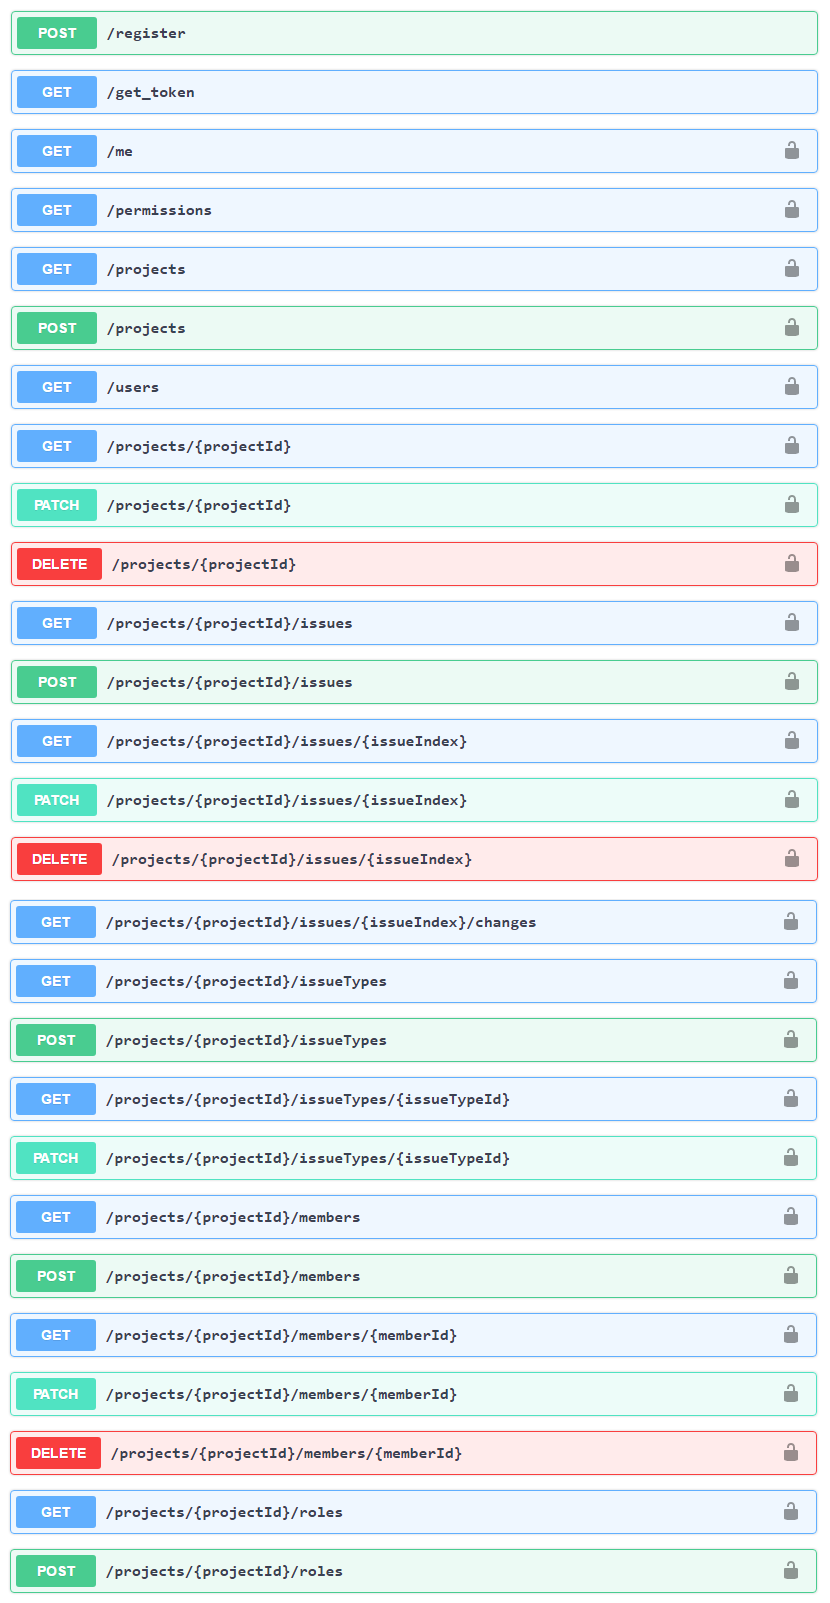 POST /register
GET /get_token
GET /me
GET /permissions
GET /projects
POST /projects
GET /users
GET /projects/{projectId}
PATCH /projects/{projectId}
DELETE /projects/{projectId}
GET /projects/{projectId}/issues
POST /projects/{projectId}/issues
GET /projects/{projectId}/issues/{issueIndex}
PATCH /projects/{projectId}/issues/{issueIndex}
DELETE /projects/{projectId}/issues/{issueIndex}
GET /projects/{projectId}/issues/{issueIndex}/changes
GET /projects/{projectId}/issueTypes
POST /projects/{projectId}/issueTypes
GET /projects/{projectId}/issueTypes/{issueTypeId}
PATCH /projects/{projectId}/issueTypes/{issueTypeId}
GET /projects/{projectId}/members
POST /projects/{projectId}/members
GET /projects/{projectId}/members/{memberId}
PATCH /projects/{projectId}/members/{memberId}
DELETE /projects/{projectId}/members/{memberId}
GET /projects/{projectId}/roles
POST /projects/{projectId}/roles